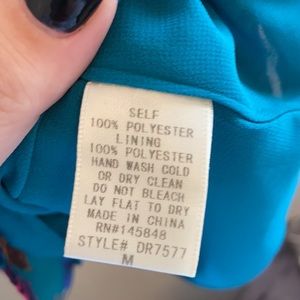 SELF
100% POLYESTER
LINING
100% POLYESTER
HAND WASH COLD
OR DRY CLEAN
DO NOT BLEACH
LAY FLAT TO DRY
MADE IN CHINA
RN#145848
STYLE# DR7577
M